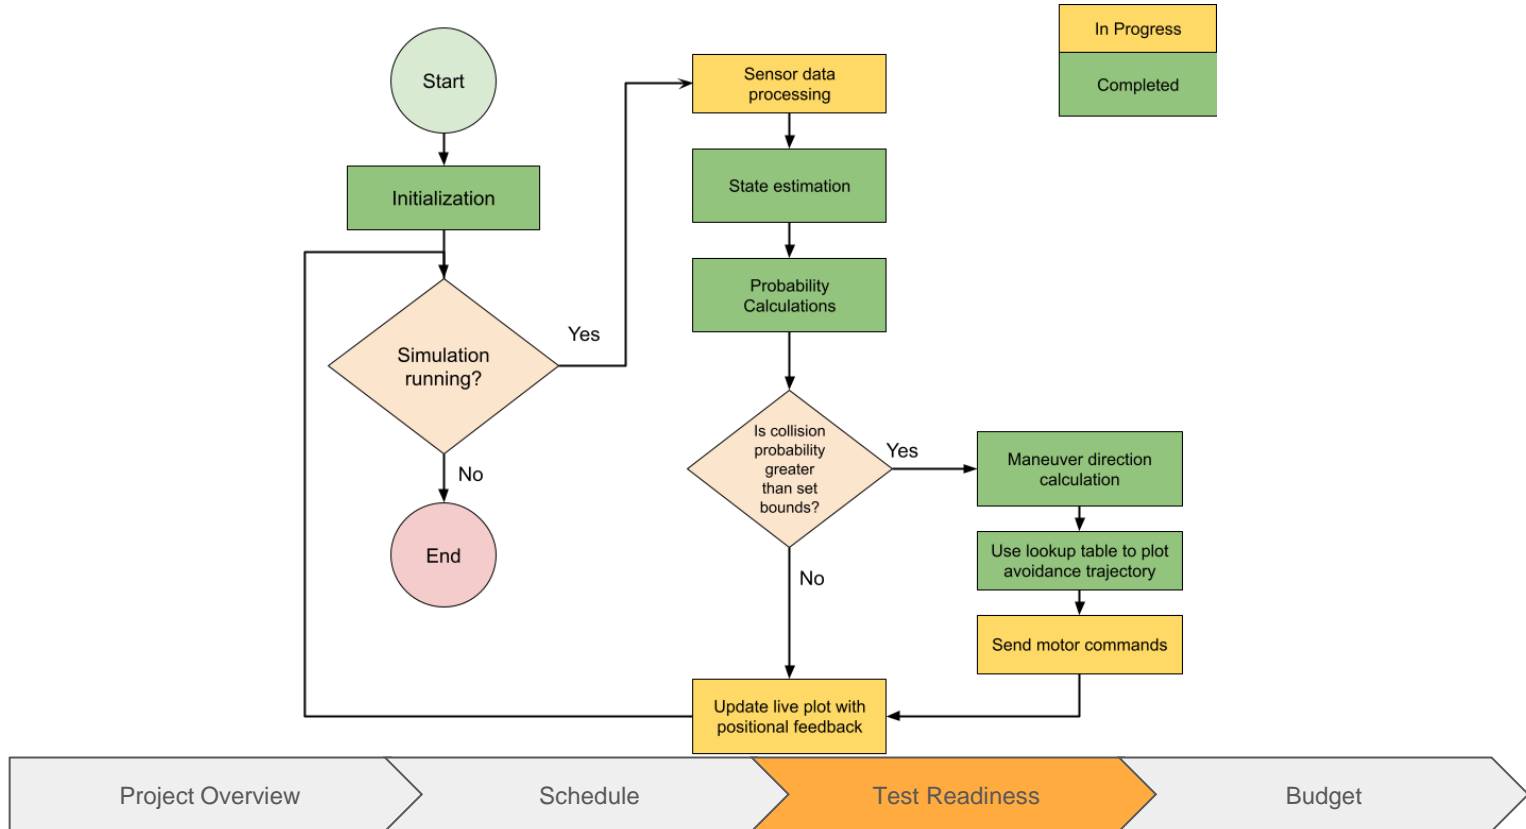 Start
Initialization
Simulation
running?
Yes
No
End
Sensor data
processing
State estimation
Probability
Calculations
Is collision
probability
greater
than set
bounds?
Yes
No
Maneuver direction
calculation
Use lookup table to plot
avoidance trajectory
Send motor commands
Update live plot with
positional feedback
In Progress
Completed
Project Overview
Schedule
Test Readiness
Budget